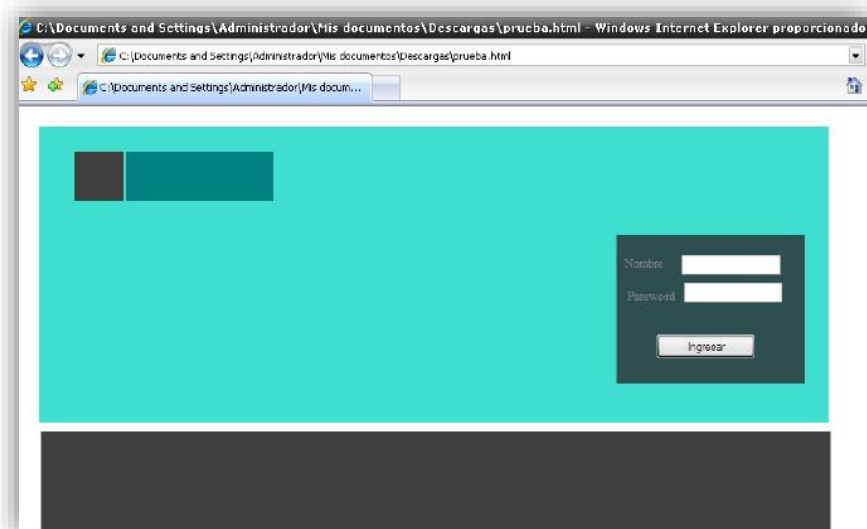 C:\Documents and Settings\Administrador\Mis documentos\Descargas\prueba.html - Windows Internet Explorer proporcionado
C:\Documents and Settings\Administrador\Mis documentos\Descargas\prueba.html
C:\Documents and Settings\Administrador\Mis docum...
Nombre
Password
Ingresar